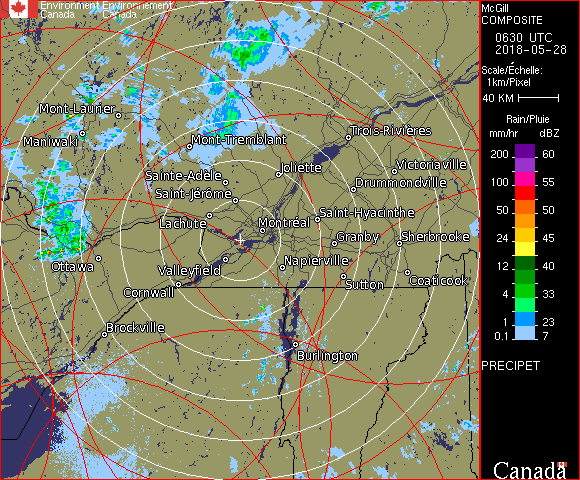 Environment Environnement
Canada Canada
McGill
COMPOSITE
0630 UTC
2018-05-28
Scale/Échelle:
1km/Pixel
40 KM
Rain/Pluie
mm/hr dBZ
200 60
100 55
50 50
24 45
12 40
4 33
1 23
0.1 7
PRECIPET
Canada
Mont-Laurier
Maniwaki
Mont-Tremblant
Trois-Rivières
Joliette
Victoriaville
Sainte-Adèle
Drummondville
Saint-Jérôme
Lachute
Montréal
Saint-Hyacinthe
Granby
Sherbrooke
Ottawa
Valleyfield
Napierville
Cornwall
Sutton
Coaticook
Brockville
Burlington